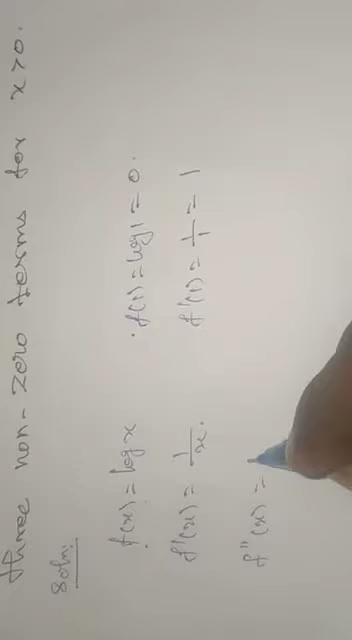 three non-zero terms for x>0.
Soln:
f(x) = log x    f(1) = log 1 = 0.
f'(x) = 1/x.    f'(1) = 1/1 = 1
f''(x) =